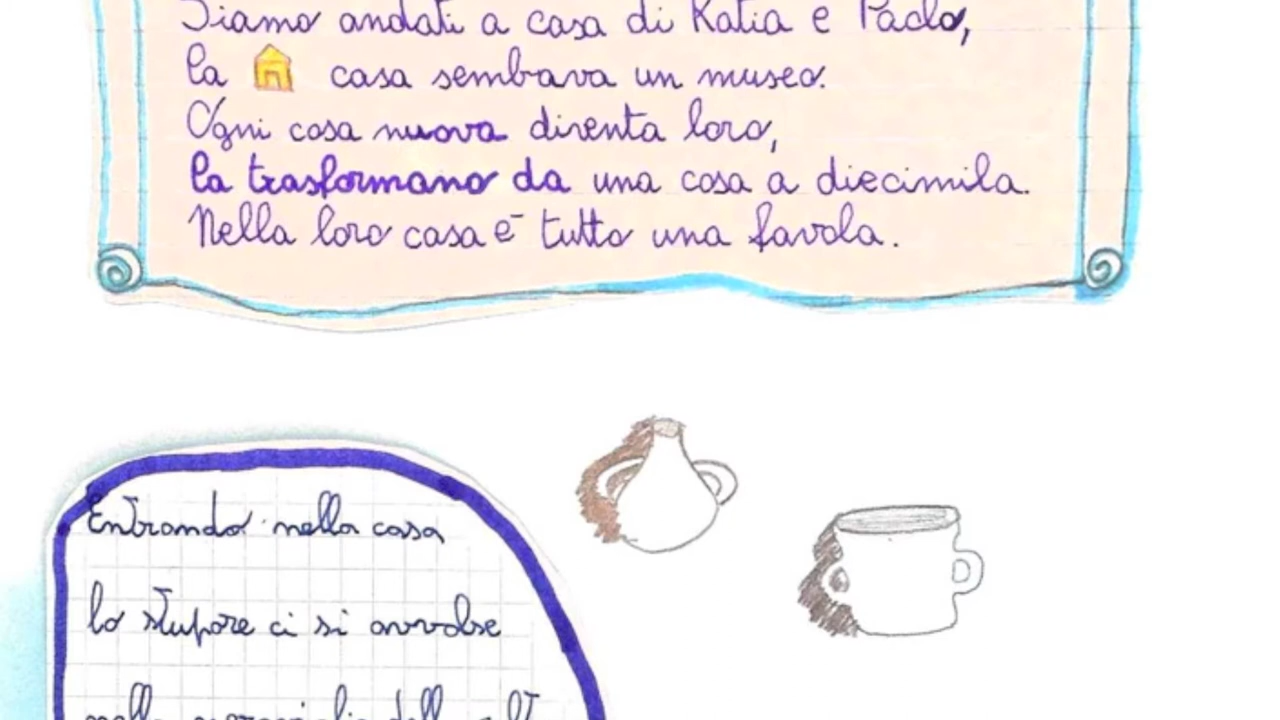 Siamo andati a casa di Katia e Paolo,
la casa sembava un museo.
Ogni cosa nuova diventa loro,
la trasformano da una cosa a diecimila.
Nella loro casa è tutto una favola.
Entrando nella casa
lo stupore ci si avvolse